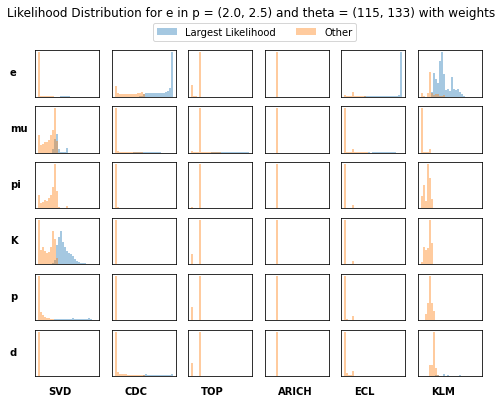 Likelihood Distribution for e in p = (2.0, 2.5) and theta = (115, 133) with weights
Largest Likelihood Other
e
mu
pi
K
p
d
SVD CDC TOP ARICH ECL KLM